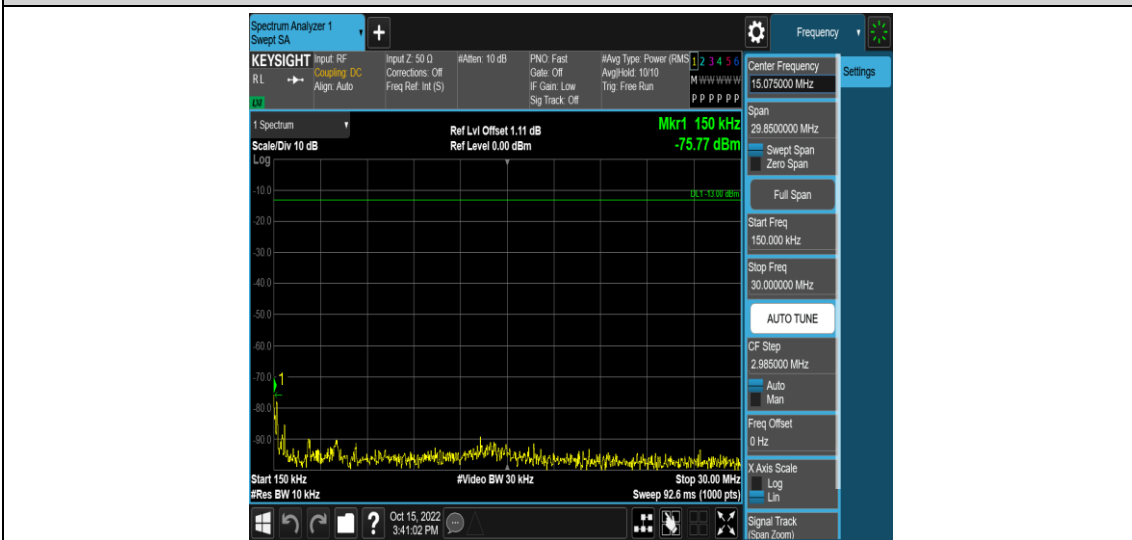 Spectrum Analyzer 1
Swept SA
+
Frequency
KEYSIGHT
RL
LW
Input: RF
Coupling: DC
Align: Auto
Input Z: 50 Ω
Corrections: Off
Freq Ref: Int (S)
#Atten: 10 dB
PNO: Fast
Gate: Off
IF Gain: Low
Sig Track: Off
#Avg Type: Power (RMS
Avg|Hold: 10/10
Trig: Free Run
1 2 3 4 5 6
M W W W W W
P P P P P P
1 Spectrum
Scale/Div 10 dB
Log
Ref Lvl Offset 1.11 dB
Ref Level 0.00 dBm
Mkr1 150 kHz
-75.77 dBm
DL1 -13.00 dBm
-10.0
-20.0
-30.0
-40.0
-50.0
-60.0
-70.0
1
-80.0
-90.0
Start 150 kHz
#Res BW 10 kHz
#Video BW 30 kHz
Stop 30.00 MHz
Sweep 92.6 ms (1000 pts)
Center Frequency
15.075000 MHz
Settings
Span
29.8500000 MHz
Swept Span
Zero Span
Full Span
Start Freq
150.000 kHz
Stop Freq
30.000000 MHz
AUTO TUNE
CF Step
2.985000 MHz
Auto
Man
Freq Offset
0 Hz
X Axis Scale
Log
Lin
Signal Track
(Span Zoom)
?
Oct 15, 2022
3:41:02 PM